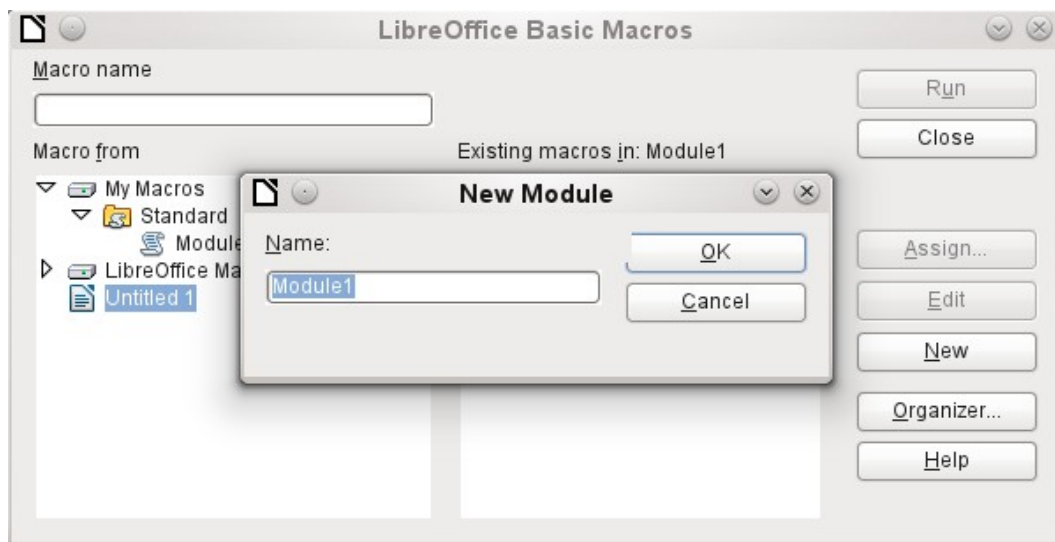 LibreOffice Basic Macros
Macro name
Run
Close
Macro from
Existing macros in: Module1
My Macros
Standard
Module
LibreOffice Ma
Untitled 1
New Module
Name:
Module1
OK
Cancel
Assign...
Edit
New
Organizer...
Help